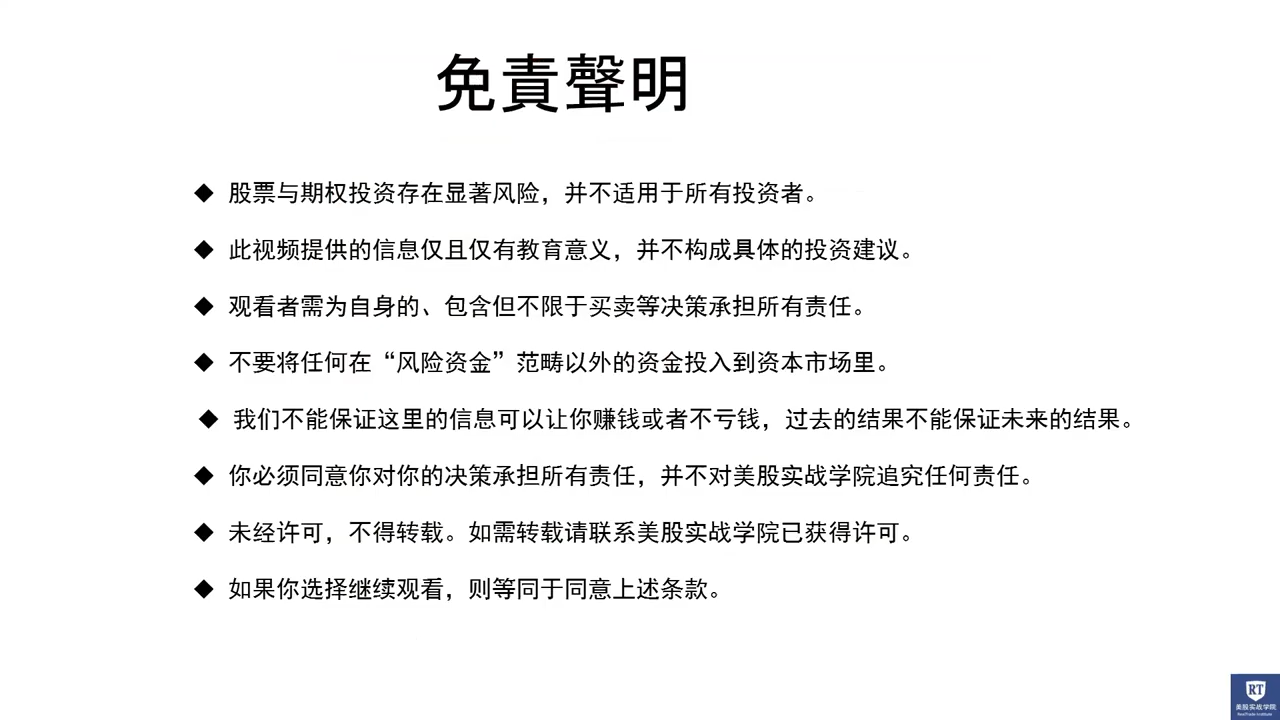 免責聲明
◆ 股票与期权投资存在显著风险，并不适用于所有投资者。
◆ 此视频提供的信息仅且仅有教育意义，并不构成具体的投资建议。
◆ 观看者需为自身的、包含但不限于买卖等决策承担所有责任。
◆ 不要将任何在“风险资金”范畴以外的资金投入到资本市场里。
◆ 我们不能保证这里的信息可以让你赚钱或者不亏钱，过去的结果不能保证未来的结果。
◆ 你必须同意你对你的决策承担所有责任，并不对美股实战学院追究任何责任。
◆ 未经许可，不得转载。如需转载请联系美股实战学院已获得许可。
◆ 如果你选择继续观看，则等同于同意上述条款。
RT
美股实战学院
RealTrade Institute